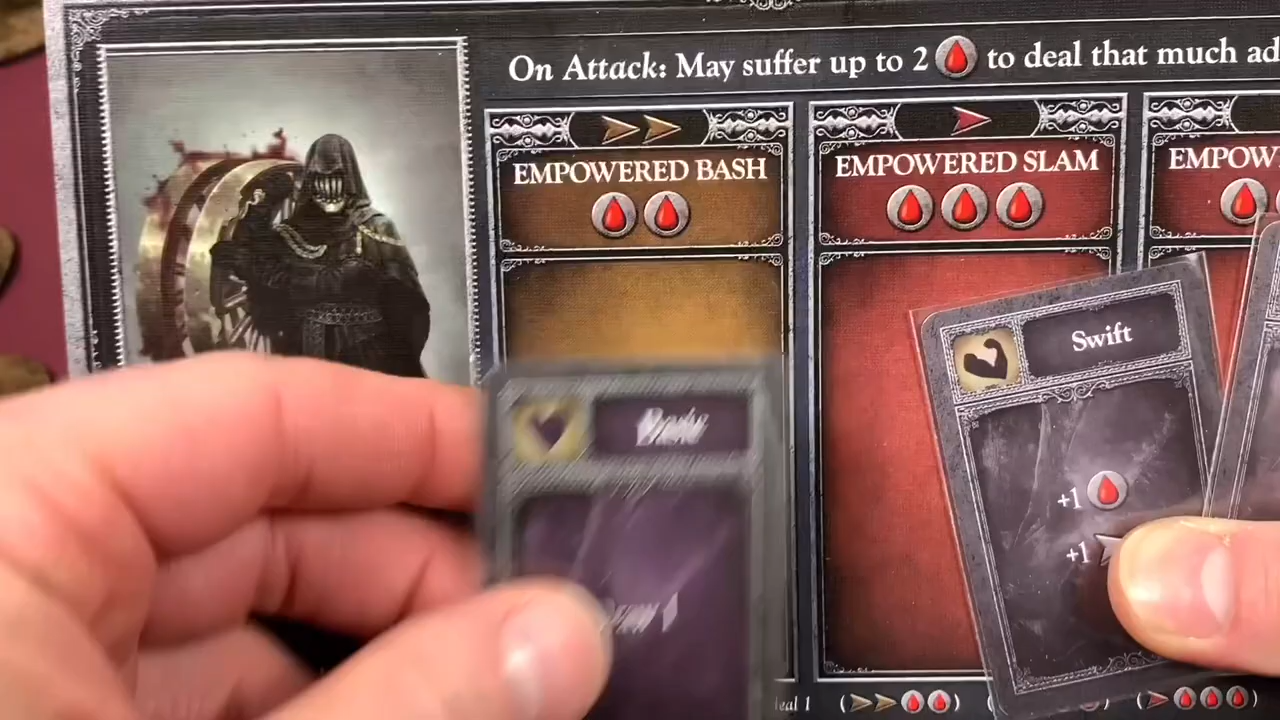 On Attack: May suffer up to 2 to deal that much ad
EMPOWERED BASH
EMPOWERED SLAM
EMPOW
Swift
+1
+1
eal 1